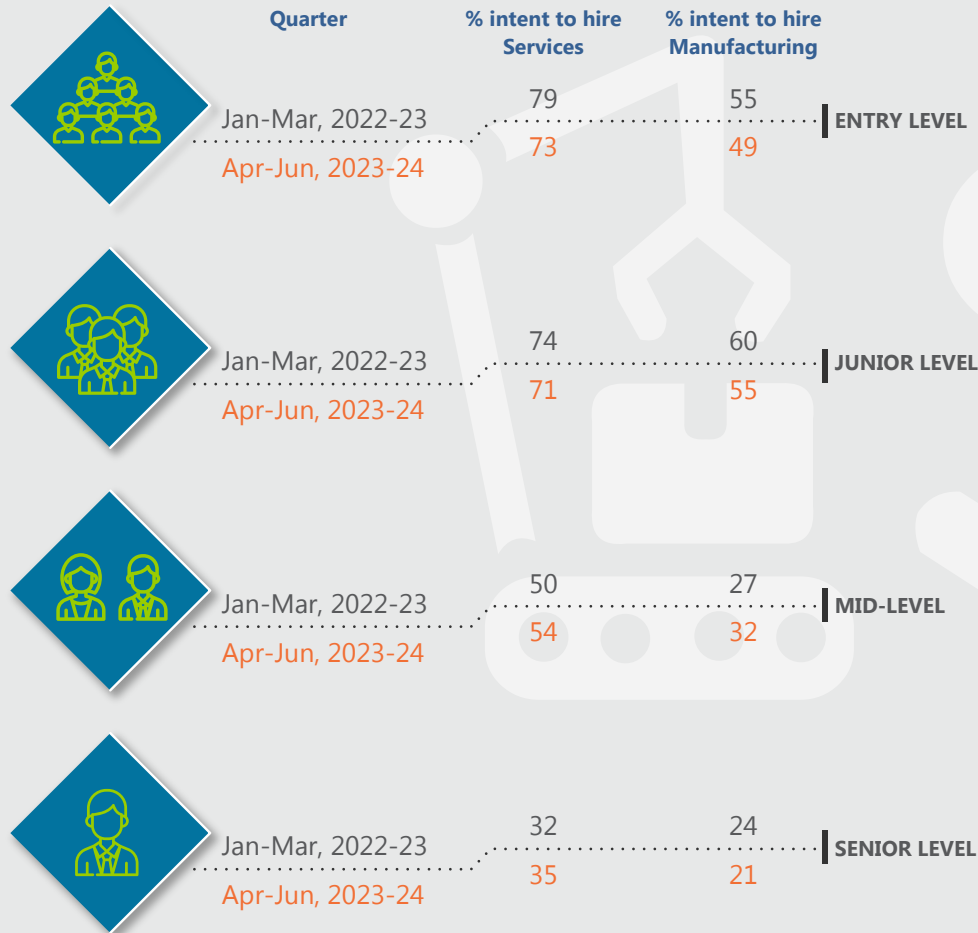 Quarter
% intent to hire
Services
% intent to hire
Manufacturing
Jan-Mar, 2022-23
79
55
Apr-Jun, 2023-24
73
49
ENTRY LEVEL
Jan-Mar, 2022-23
74
60
Apr-Jun, 2023-24
71
55
JUNIOR LEVEL
Jan-Mar, 2022-23
50
27
Apr-Jun, 2023-24
54
32
MID-LEVEL
Jan-Mar, 2022-23
32
24
Apr-Jun, 2023-24
35
21
SENIOR LEVEL